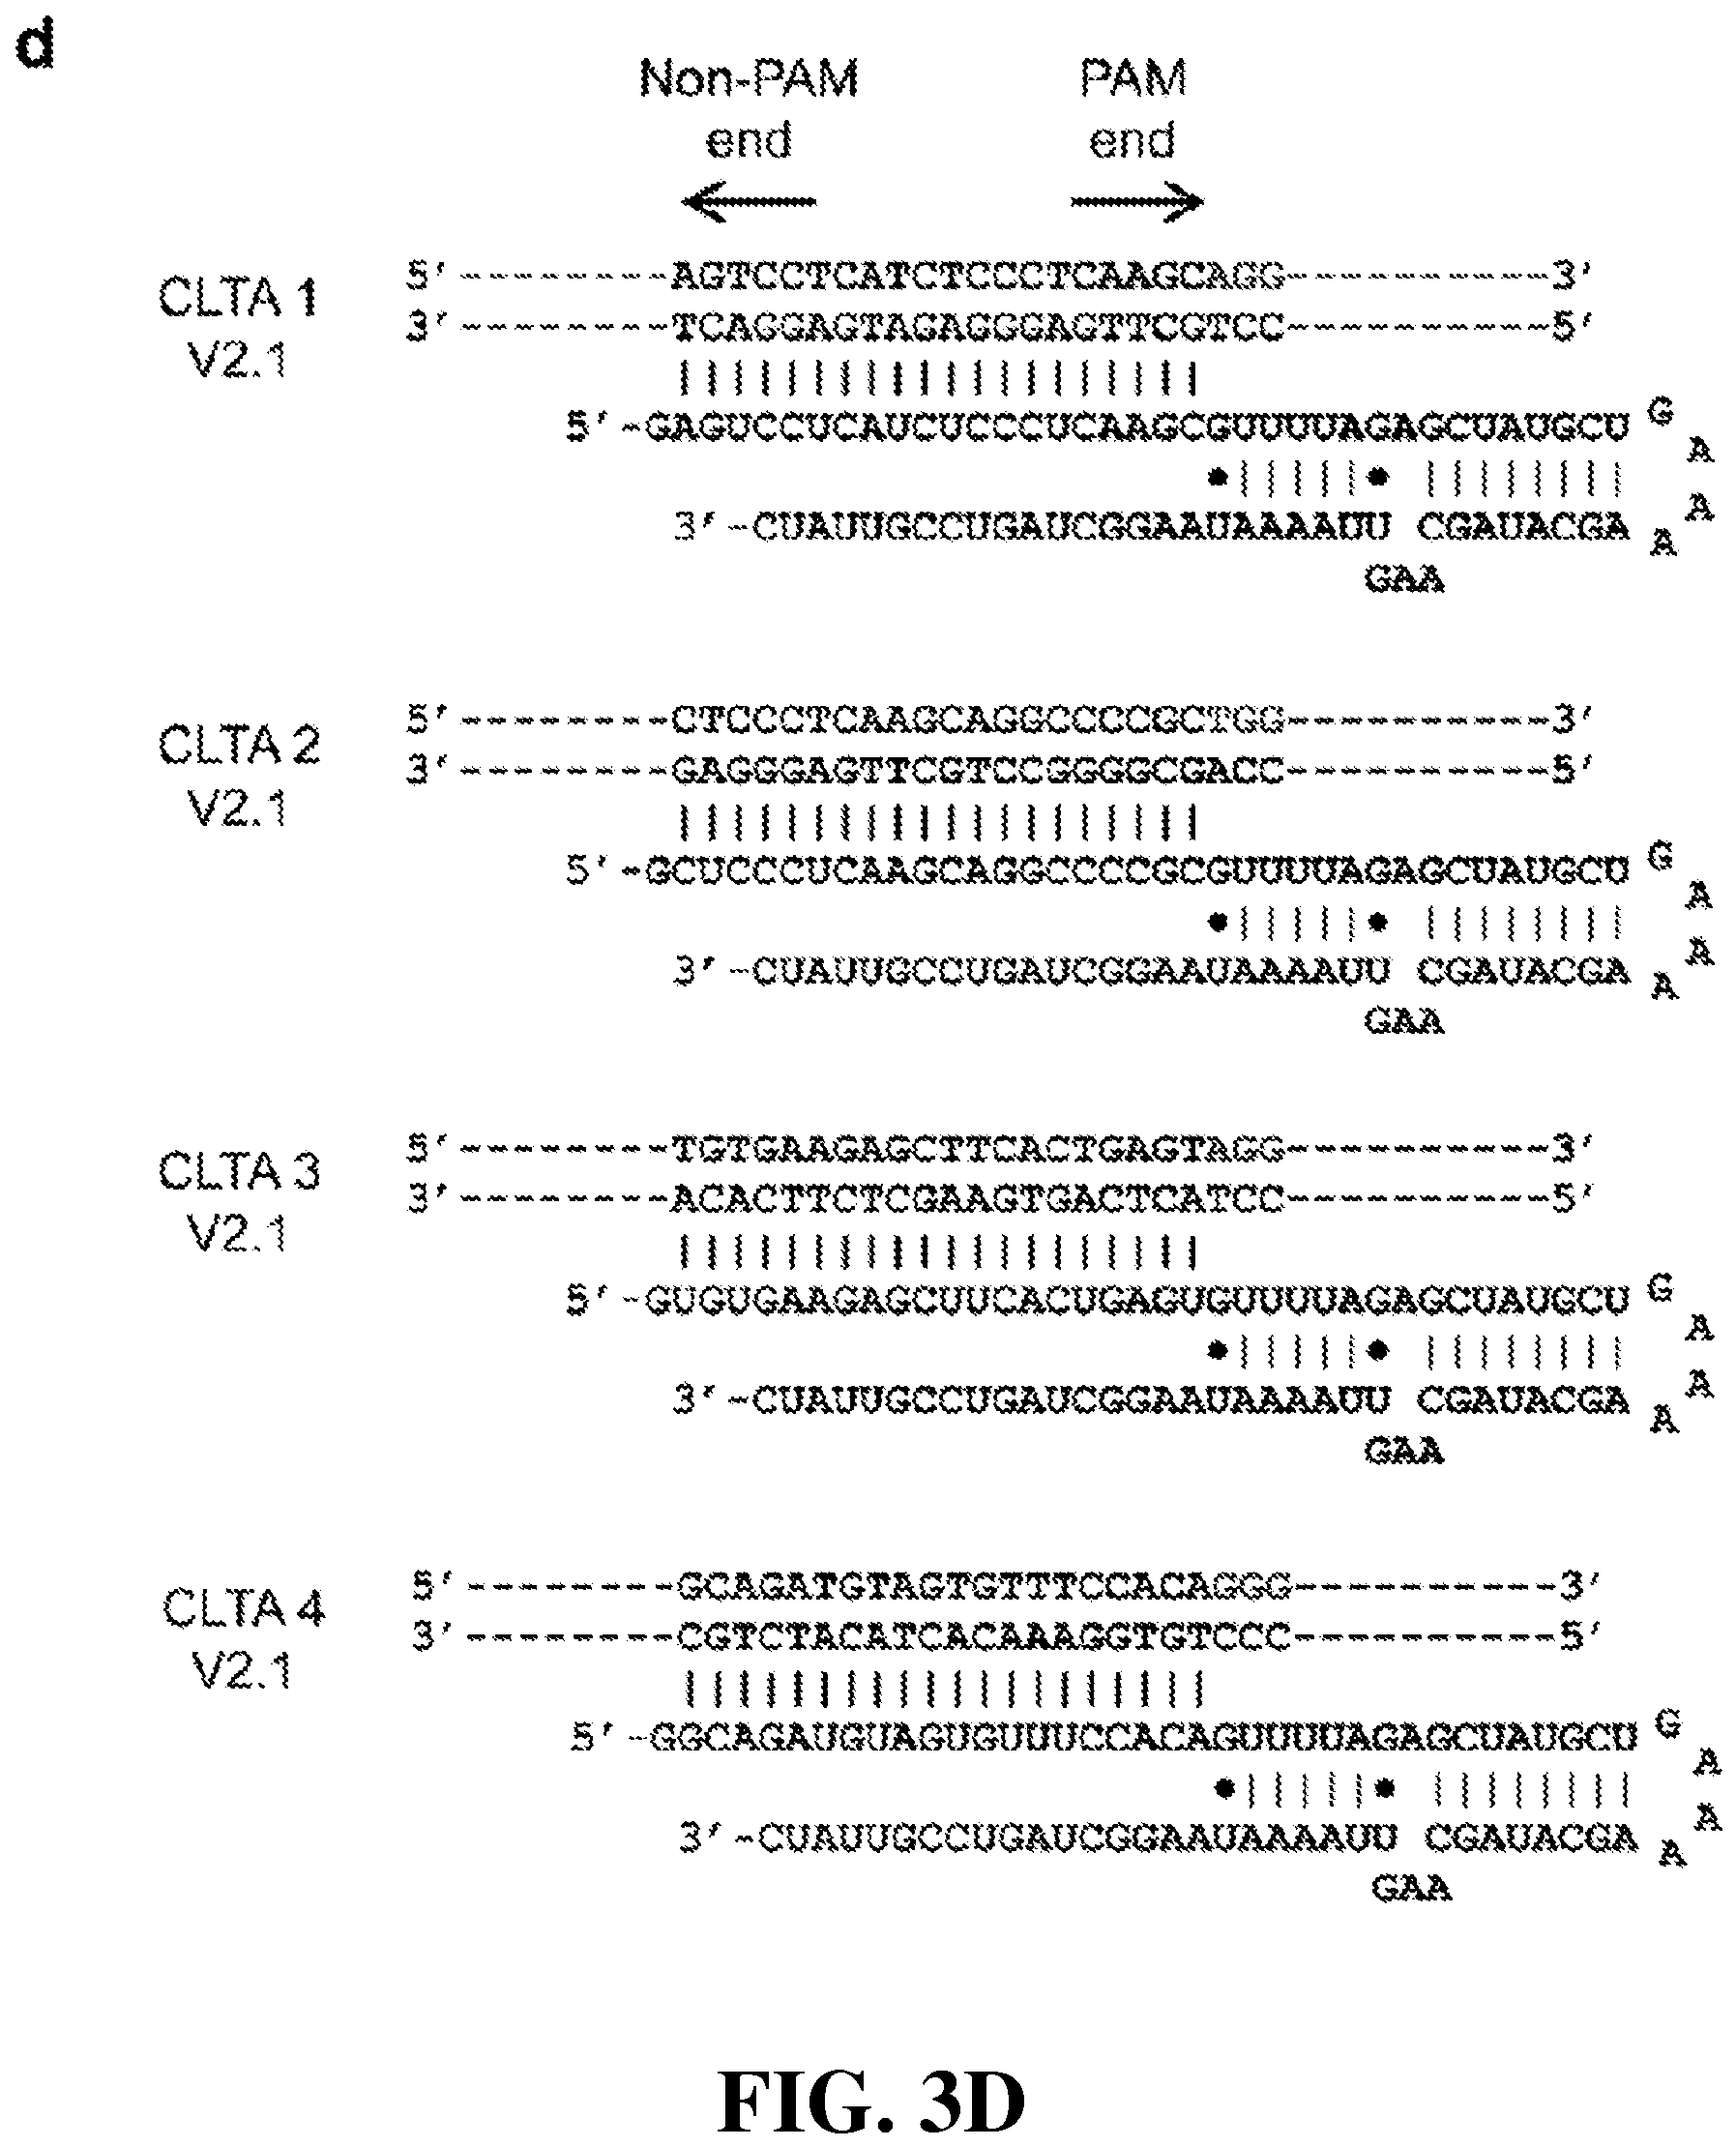 d
Non-PAM end
PAM end
CLTA 1 V2.1
5′--------AGTCCTCATCTCCCTCAAGCAGG----------3′
3′--------TCAGGAGTAGAGGGAGTTCGTCC----------5′
5′-GAGUCCUCAUCUCCCUCAAGCGUUUUAGAGCUAUGCU
G
A
A
A
3′-CUAUUGCCUGAUCGGAAUAAAAUU CGAUACGA
GAA
CLTA 2 V2.1
5′--------CTCCCTCAAGCAGGCCCCGCTGG----------3′
3′--------GAGGGAGTTCGTCCGGGGCGACC----------5′
5′-GCUCCCUCAAGCAGGCCCCGCGUUUUAGAGCUAUGCU
G
A
A
A
3′-CUAUUGCCUGAUCGGAAUAAAAUU CGAUACGA
GAA
CLTA 3 V2.1
5′--------TGTGAAGAGCTTCACTGAGTAGG----------3′
3′--------ACACTTCTCGAAGTGACTCATCC----------5′
5′-GUGUGAAGAGCUUCACUGAGUGUUUUAGAGCUAUGCU
G
A
A
A
3′-CUAUUGCCUGAUCGGAAUAAAAUU CGAUACGA
GAA
CLTA 4 V2.1
5′--------GCAGATGTAGTGTTTCCACAGGG----------3′
3′--------CGTCTACATCACAAAGGTGTCCC----------5′
5′-GGCAGAUGUAGUGUUUCCACAGUUUUAGAGCUAUGCU
G
A
A
A
3′-CUAUUGCCUGAUCGGAAUAAAAUU CGAUACGA
GAA
FIG. 3D